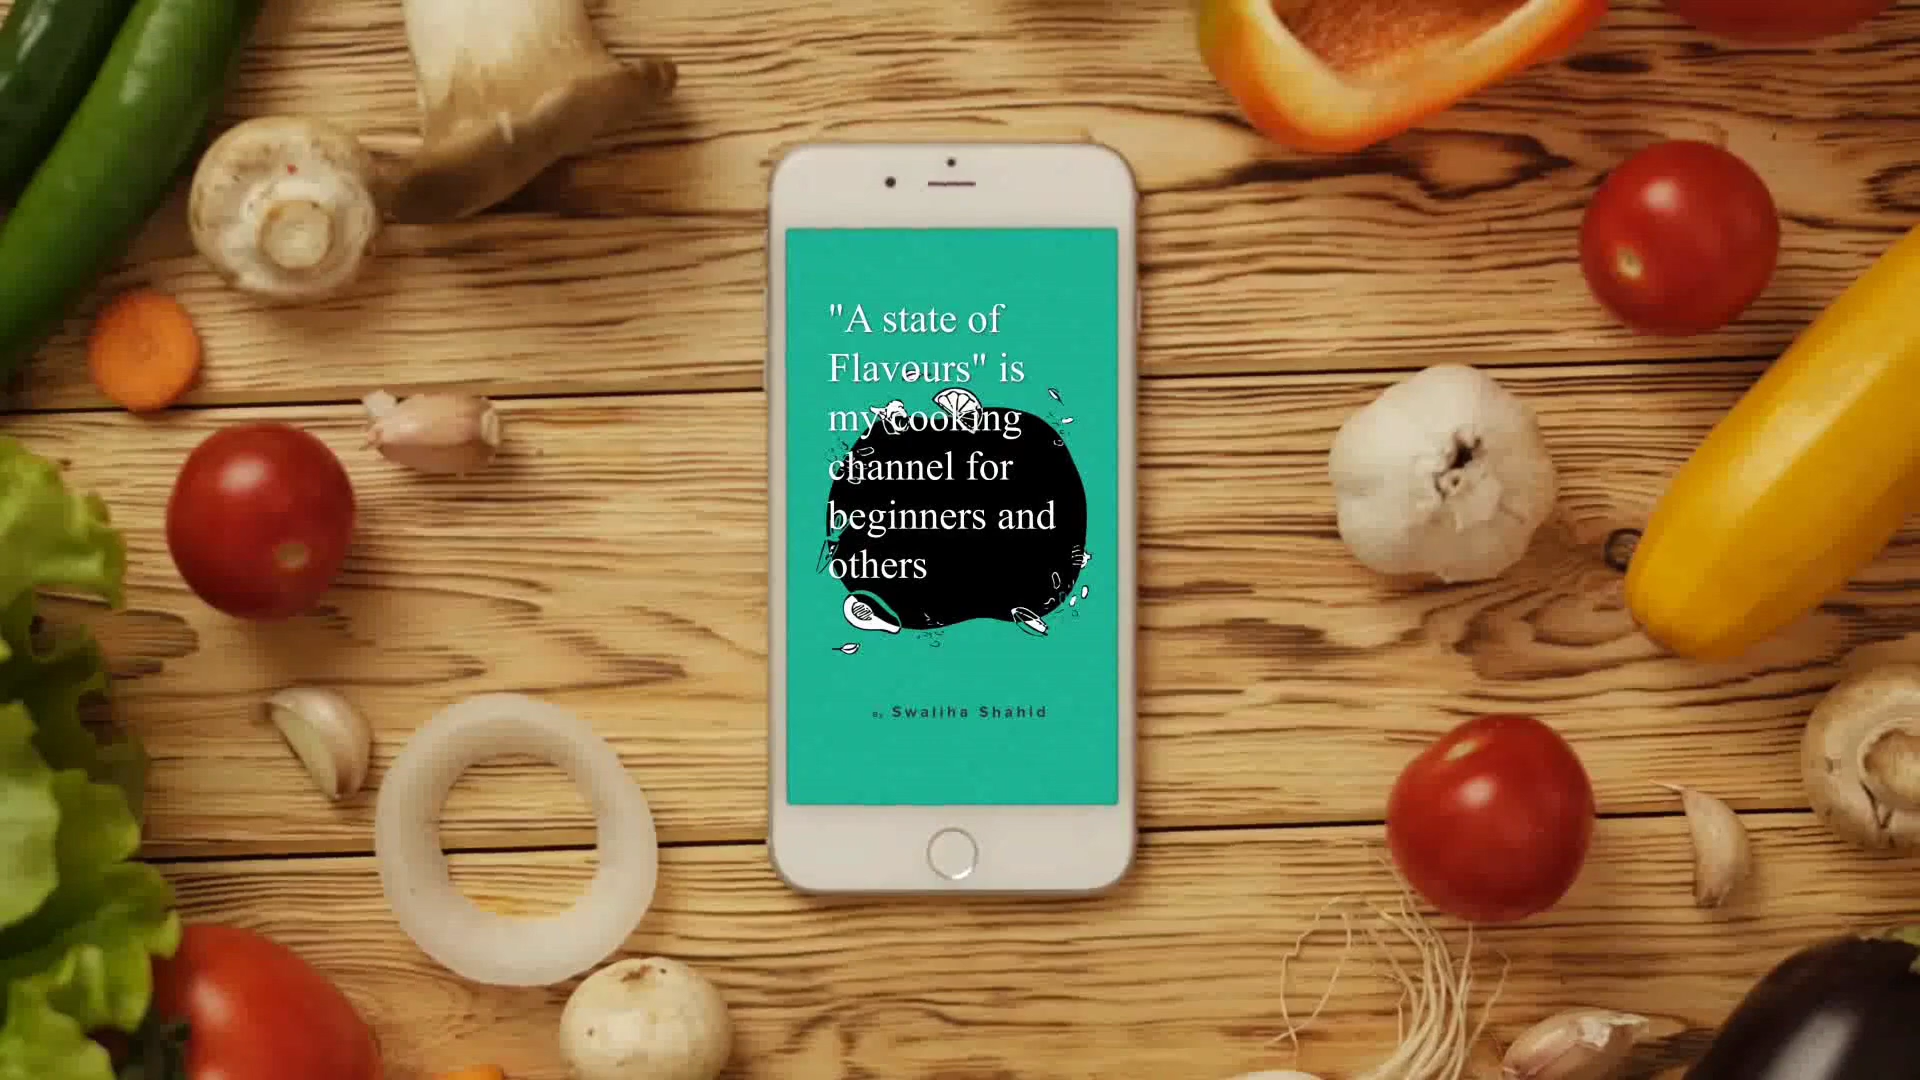 "A state of
Flavours" is
my cooking
channel for
beginners and
others
By Swaliha Shahid